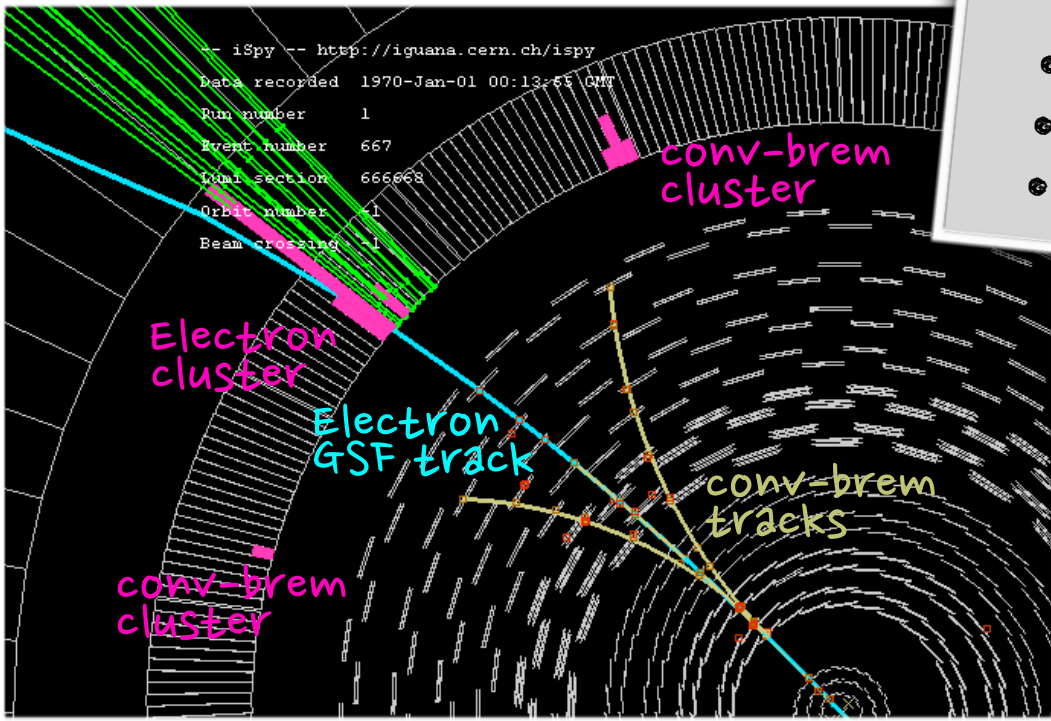 -- iSpy -- http://iguana.cern.ch/ispy
Data recorded 1970-Jan-01 00:13:55 GMT
Run number 1
Event number 667
Lumi section 666668
Orbit number -1
Beam crossing -1
conv-brem
cluster
Electron
cluster
Electron
GSF track
conv-brem
tracks
conv-brem
cluster